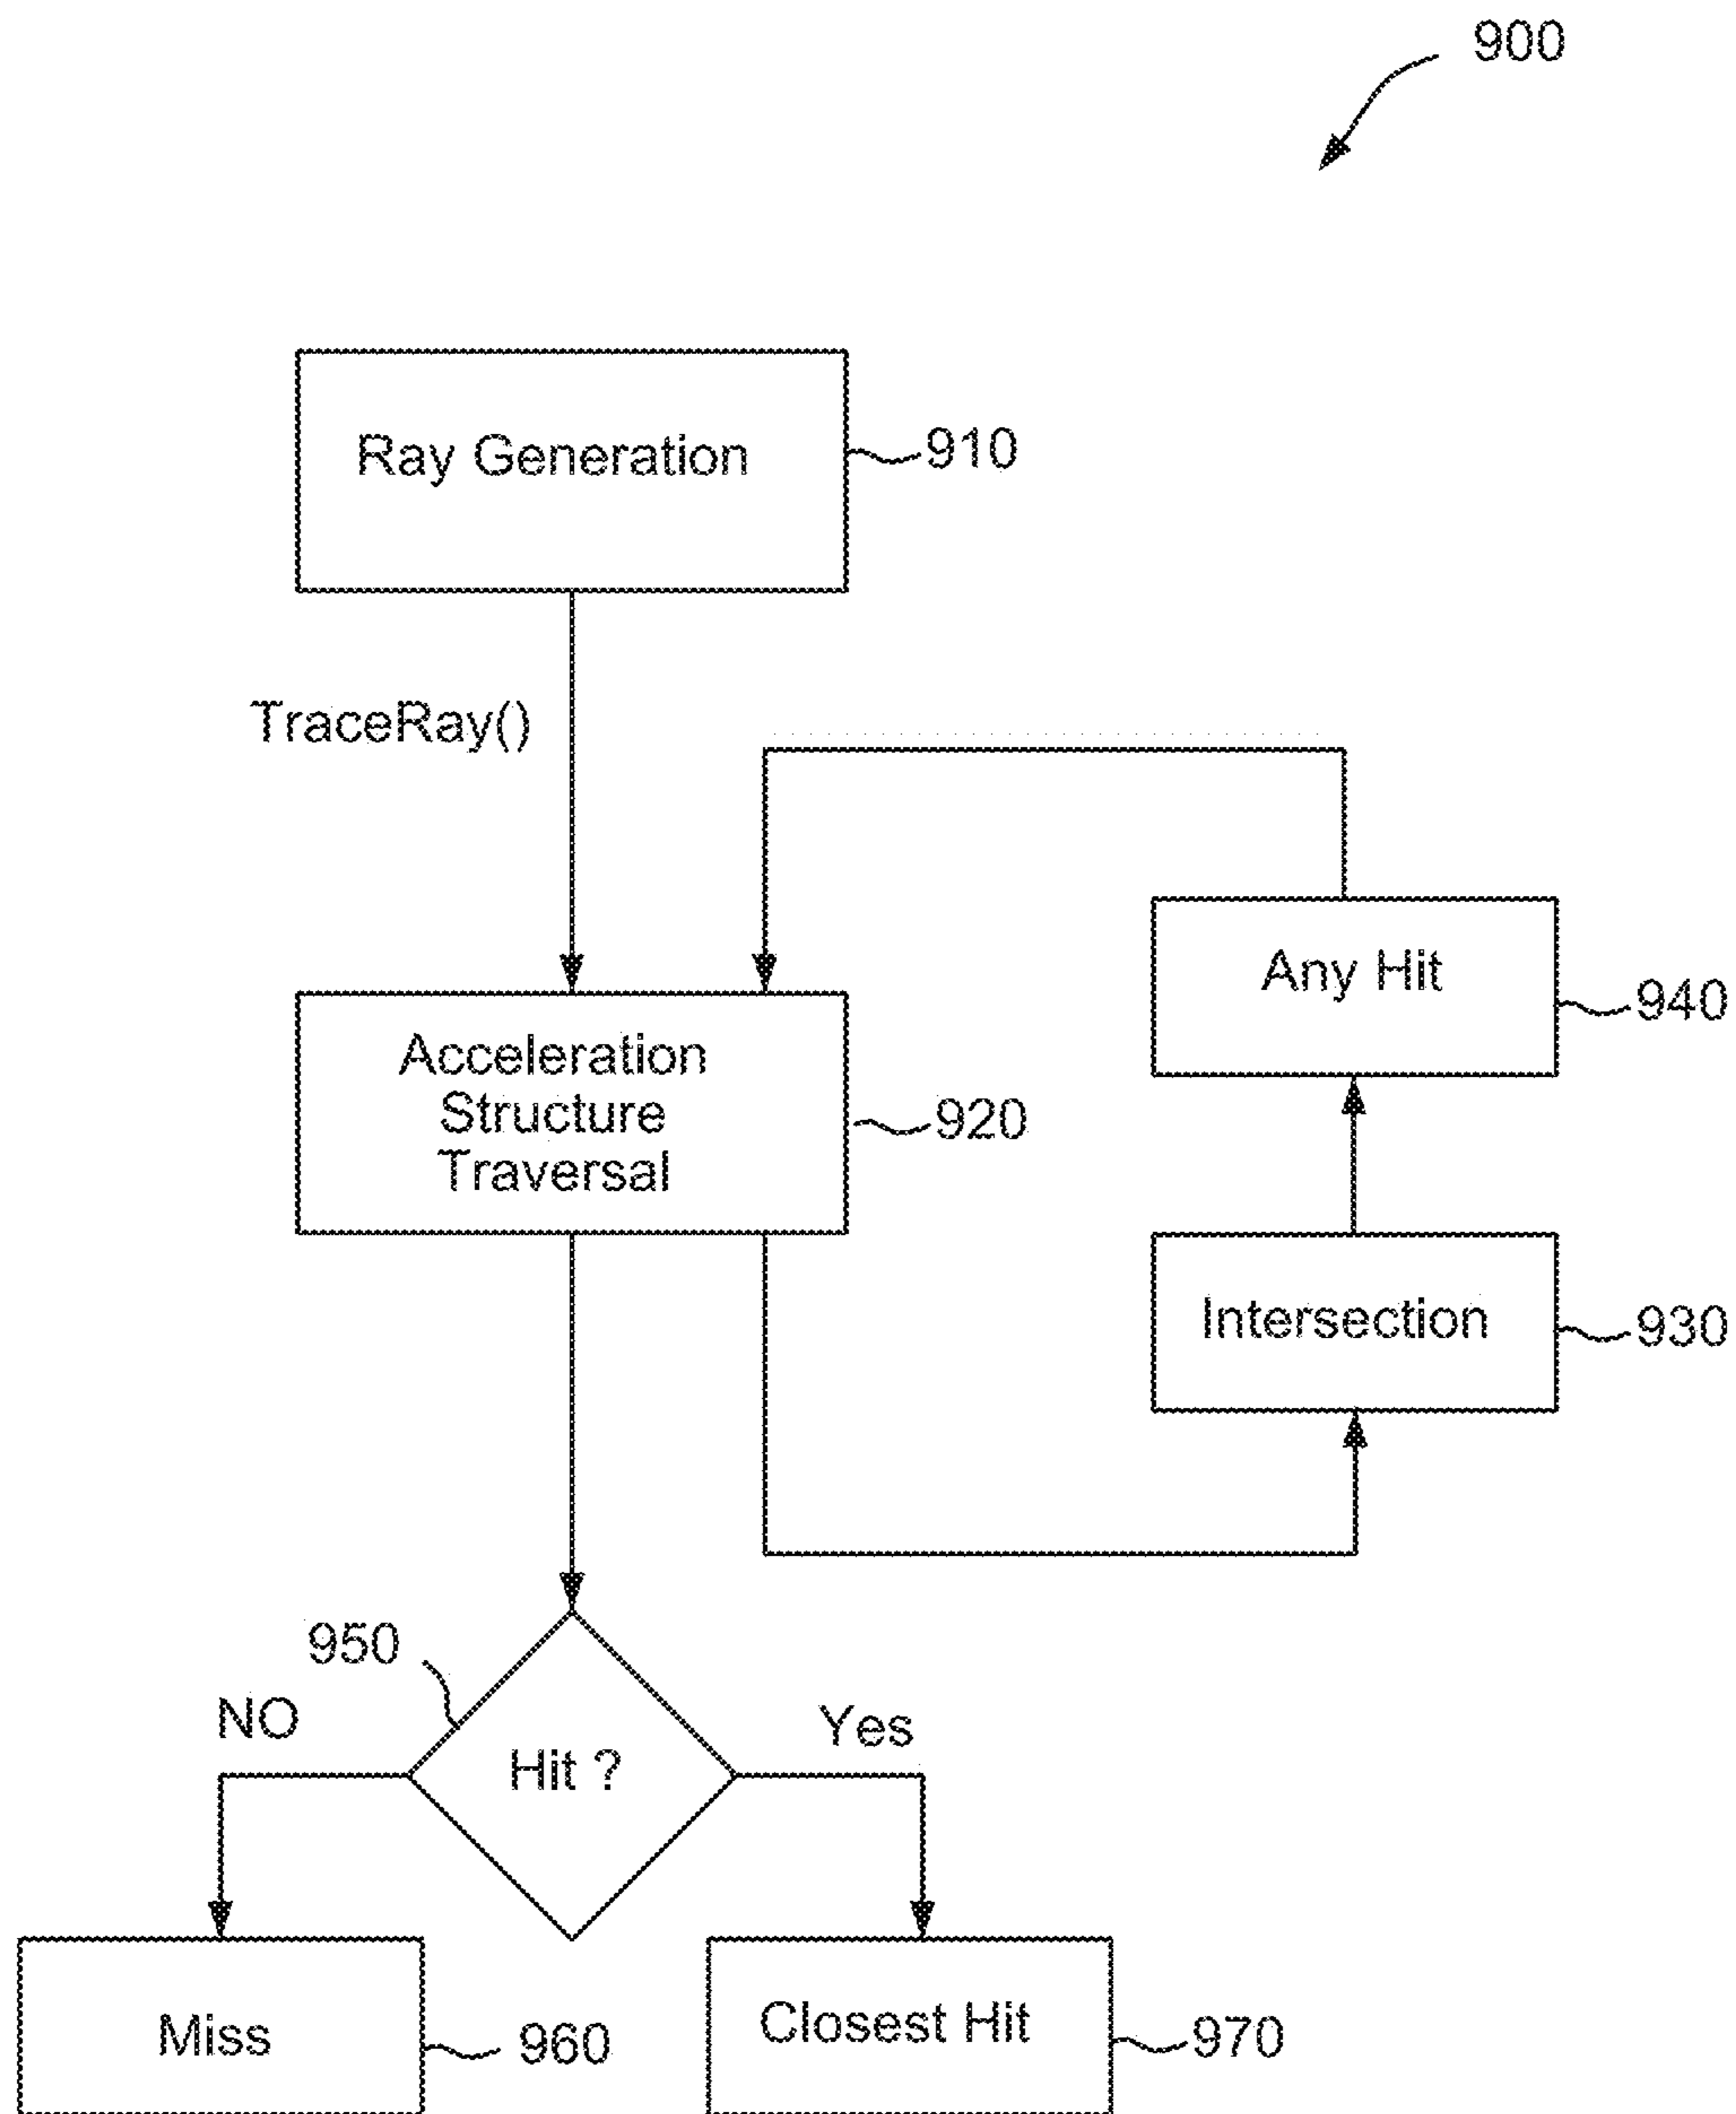 900
Ray Generation
910
TraceRay()
Any Hit
940
Acceleration
Structure
Traversal
920
Intersection
930
950
NO
Yes
Hit ?
Miss
960
Closest Hit
970